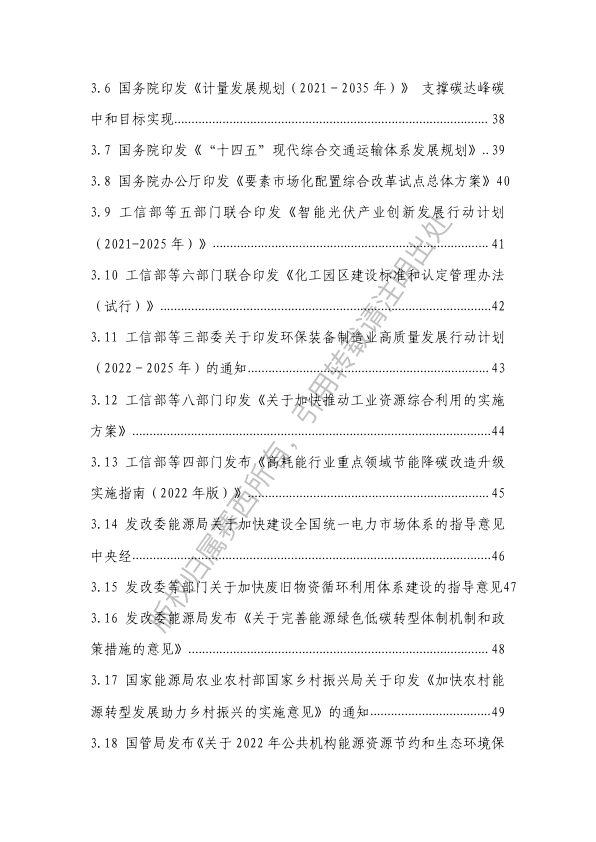 3.6 国务院印发《计量发展规划（2021－2035 年）》 支撑碳达峰碳
中和目标实现.......................................................................................... 38
3.7 国务院印发《 “十四五”现代综合交通运输体系发展规划》.. 39
3.8 国务院办公厅印发《要素市场化配置综合改革试点总体方案》 40
3.9 工信部等五部门联合印发《智能光伏产业创新发展行动计划
（2021-2025 年）》................................................................................ 41
3.10 工信部等六部门联合印发《化工园区建设标准和认定管理办法
（试行）》................................................................................................42
3.11 工信部等三部委关于印发环保装备制造业高质量发展行动计划
（2022－2025 年）的通知...................................................................... 43
3.12 工信部等八部门印发《关于加快推动工业资源综合利用的实施
方案》........................................................................................................44
3.13 工信部等四部门发布《高耗能行业重点领域节能降碳改造升级
实施指南（2022 年版）》...................................................................... 45
3.14 发改委能源局关于加快建设全国统一电力市场体系的指导意见
中央经........................................................................................................46
3.15 发改委等部门关于加快废旧物资循环利用体系建设的指导意见47
3.16 发改委能源局发布《关于完善能源绿色低碳转型体制机制和政
策措施的意见》....................................................................................... 48
3.17 国家能源局农业农村部国家乡村振兴局关于印发《加快农村能
源转型发展助力乡村振兴的实施意见》的通知...................................49
3.18 国管局发布《关于 2022 年公共机构能源资源节约和生态环境保
版权归属赛西所有，引用转载请注明出处